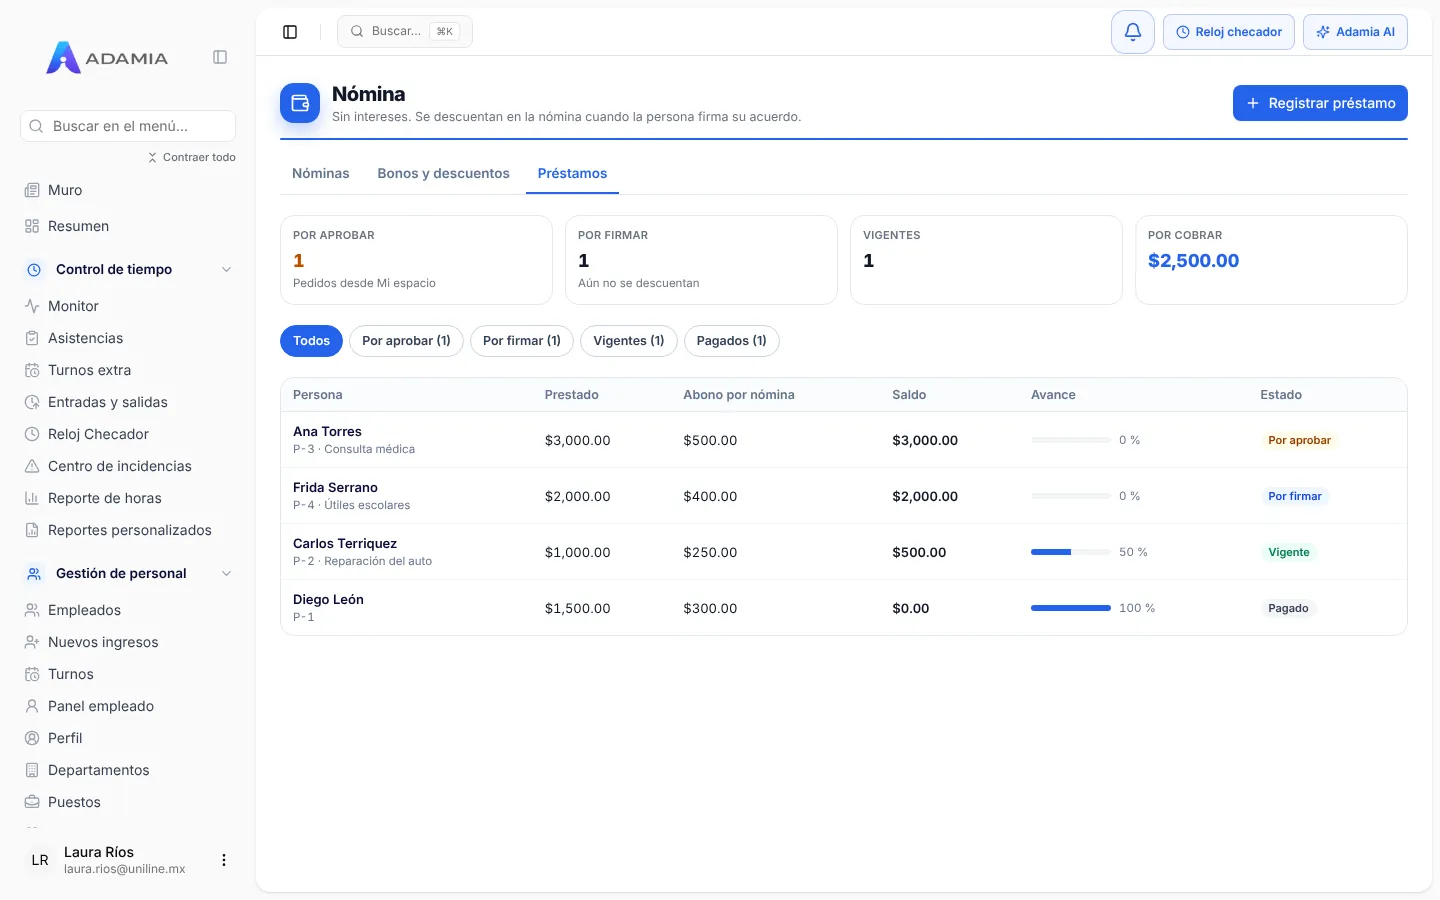 ADAMIA
Buscar en el menú...
Contraer todo
Muro
Resumen
Control de tiempo
Monitor
Asistencias
Turnos extra
Entradas y salidas
Reloj Checador
Centro de incidencias
Reporte de horas
Reportes personalizados
Gestión de personal
Empleados
Nuevos ingresos
Turnos
Panel empleado
Perfil
Departamentos
Puestos
LR
Laura Ríos
laura.rios@uniline.mx
Buscar... ⌘K
Reloj checador
Adamia AI
Nómina
Sin intereses. Se descuentan en la nómina cuando la persona firma su acuerdo.
Registrar préstamo
Nóminas Bonos y descuentos Préstamos
POR APROBAR
1
Pedidos desde Mi espacio
POR FIRMAR
1
Aún no se descuentan
VIGENTES
1
POR COBRAR
$2,500.00
Todos Por aprobar (1) Por firmar (1) Vigentes (1) Pagados (1)
Persona Prestado Abono por nómina Saldo Avance Estado
Ana Torres
P-3 · Consulta médica
$3,000.00 $500.00 $3,000.00 0 % Por aprobar
Frida Serrano
P-4 · Útiles escolares
$2,000.00 $400.00 $2,000.00 0 % Por firmar
Carlos Terriquez
P-2 · Reparación del auto
$1,000.00 $250.00 $500.00 50 % Vigente
Diego León
P-1
$1,500.00 $300.00 $0.00 100 % Pagado